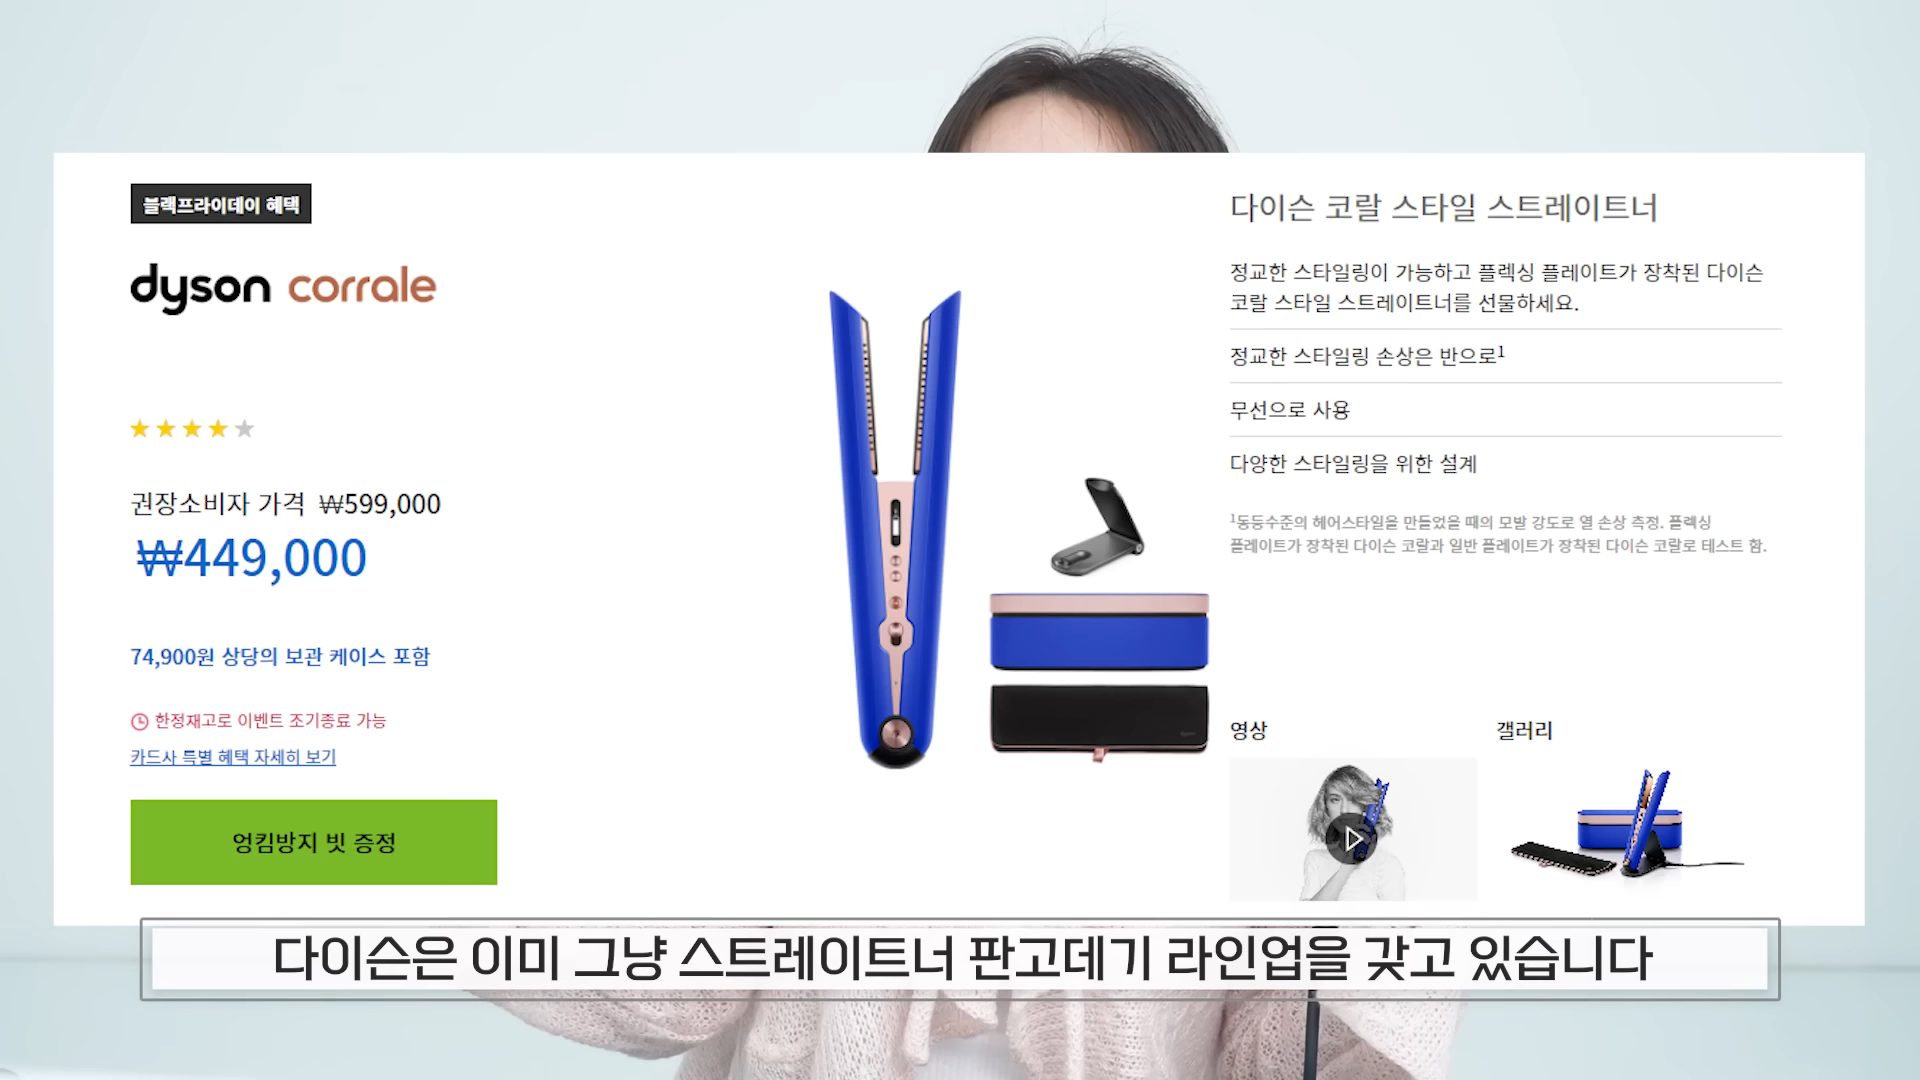 블랙프라이데이 혜택
dyson corrale
권장소비자 가격 ₩599,000
₩449,000
74,900원 상당의 보관 케이스 포함
한정재고로 이벤트 조기종료 가능
카드사 특별 혜택 자세히 보기
엉킴방지 빗 증정
다이슨 코랄 스타일 스트레이트너
정교한 스타일링이 가능하고 플렉싱 플레이트가 장착된 다이슨
코랄 스타일 스트레이트너를 선물하세요.
정교한 스타일링 손상은 반으로¹
무선으로 사용
다양한 스타일링을 위한 설계
¹동등수준의 헤어스타일을 만들었을 때의 모발 강도로 열 손상 측정. 플렉싱
플레이트가 장착된 다이슨 코랄과 일반 플레이트가 장착된 다이슨 코랄로 테스트 함.
영상
갤러리
다이슨은 이미 그냥 스트레이트너 판고데기 라인업을 갖고 있습니다